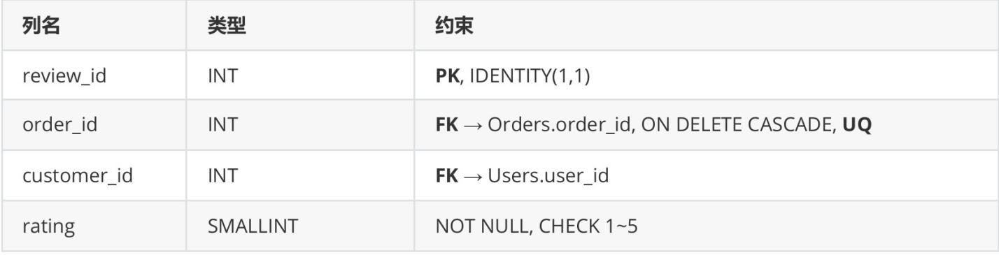 列名 类型 约束
review_id INT PK, IDENTITY(1,1)
order_id INT FK → Orders.order_id, ON DELETE CASCADE, UQ
customer_id INT FK → Users.user_id
rating SMALLINT NOT NULL, CHECK 1~5